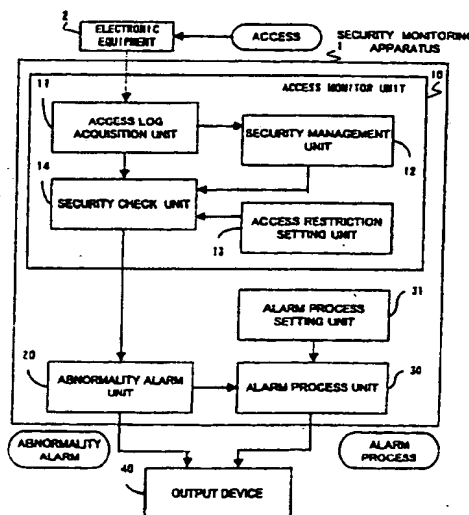 2
ELECTRONIC
EQUIPMENT
ACCESS
SECURITY MONITORING
APPARATUS
1
ACCESS MONITOR UNIT
10
11
ACCESS LOG
ACQUISITION UNIT
SECURITY MANAGEMENT
UNIT
12
14
SECURITY CHECK UNIT
ACCESS RESTRICTION
SETTING UNIT
13
31
ALARM PROCESS
SETTING UNIT
20
ABNORMALITY ALARM
UNIT
ALARM PROCESS UNIT
30
ABNORMALITY
ALARM
ALARM
PROCESS
40
OUTPUT DEVICE